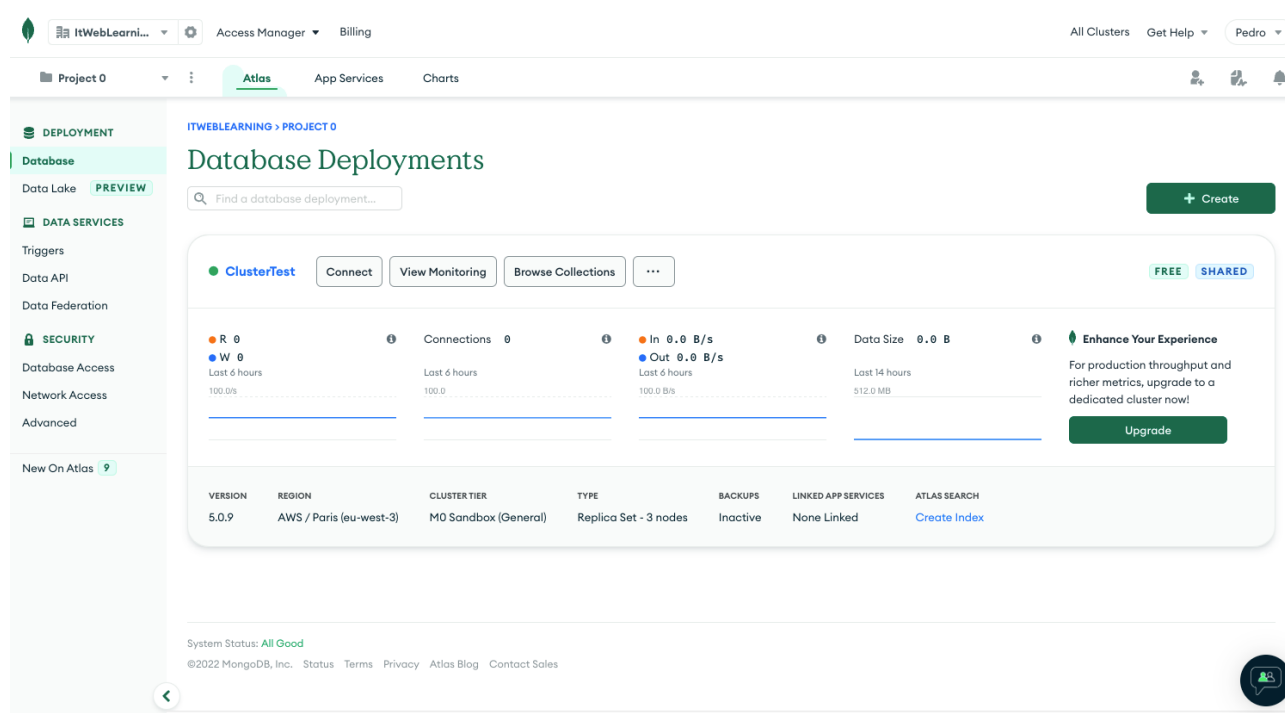 ItWebLearni... Access Manager Billing All Clusters Get Help Pedro
Project 0 Atlas App Services Charts
DEPLOYMENT
Database
Data Lake PREVIEW
DATA SERVICES
Triggers
Data API
Data Federation
SECURITY
Database Access
Network Access
Advanced
New On Atlas 9
ITWEBLEARNING > PROJECT 0
Database Deployments
Find a database deployment...
+ Create
ClusterTest Connect View Monitoring Browse Collections ... FREE SHARED
R 0
W 0
Last 6 hours
100.0/s
Connections 0
Last 6 hours
100.0
In 0.0 B/s
Out 0.0 B/s
Last 6 hours
100.0 B/s
Data Size 0.0 B
Last 14 hours
512.0 MB
Enhance Your Experience
For production throughput and
richer metrics, upgrade to a
dedicated cluster now!
Upgrade
VERSION REGION CLUSTER TIER TYPE BACKUPS LINKED APP SERVICES ATLAS SEARCH
5.0.9 AWS / Paris (eu-west-3) M0 Sandbox (General) Replica Set - 3 nodes Inactive None Linked Create Index
System Status: All Good
©2022 MongoDB, Inc. Status Terms Privacy Atlas Blog Contact Sales